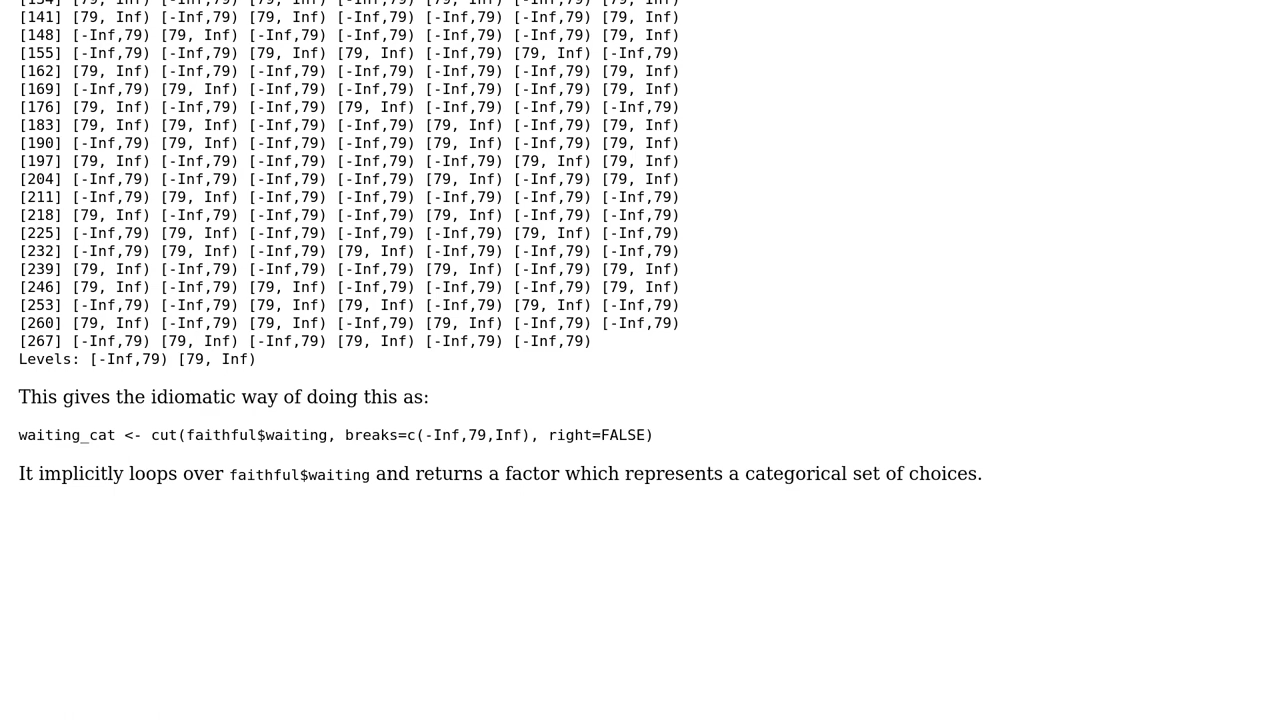 [134] [79, Inf) [-Inf,79) [79, Inf) [-Inf,79) [79, Inf) [-Inf,79) [79, Inf)
[141] [79, Inf) [-Inf,79) [79, Inf) [-Inf,79) [79, Inf) [-Inf,79) [79, Inf)
[148] [-Inf,79) [79, Inf) [-Inf,79) [-Inf,79) [-Inf,79) [-Inf,79) [79, Inf)
[155] [-Inf,79) [-Inf,79) [79, Inf) [79, Inf) [-Inf,79) [79, Inf) [-Inf,79)
[162] [79, Inf) [-Inf,79) [-Inf,79) [-Inf,79) [-Inf,79) [-Inf,79) [79, Inf)
[169] [-Inf,79) [79, Inf) [-Inf,79) [-Inf,79) [-Inf,79) [-Inf,79) [79, Inf)
[176] [79, Inf) [-Inf,79) [-Inf,79) [79, Inf) [-Inf,79) [-Inf,79) [-Inf,79)
[183] [79, Inf) [79, Inf) [-Inf,79) [-Inf,79) [79, Inf) [-Inf,79) [79, Inf)
[190] [-Inf,79) [79, Inf) [-Inf,79) [-Inf,79) [79, Inf) [-Inf,79) [79, Inf)
[197] [79, Inf) [-Inf,79) [-Inf,79) [-Inf,79) [-Inf,79) [79, Inf) [79, Inf)
[204] [-Inf,79) [-Inf,79) [-Inf,79) [-Inf,79) [79, Inf) [-Inf,79) [79, Inf)
[211] [-Inf,79) [79, Inf) [-Inf,79) [-Inf,79) [-Inf,79) [-Inf,79) [-Inf,79)
[218] [79, Inf) [-Inf,79) [-Inf,79) [-Inf,79) [79, Inf) [-Inf,79) [-Inf,79)
[225] [-Inf,79) [79, Inf) [-Inf,79) [-Inf,79) [-Inf,79) [79, Inf) [-Inf,79)
[232] [-Inf,79) [79, Inf) [-Inf,79) [79, Inf) [-Inf,79) [-Inf,79) [-Inf,79)
[239] [79, Inf) [-Inf,79) [-Inf,79) [-Inf,79) [79, Inf) [-Inf,79) [79, Inf)
[246] [79, Inf) [-Inf,79) [79, Inf) [-Inf,79) [-Inf,79) [-Inf,79) [79, Inf)
[253] [-Inf,79) [-Inf,79) [79, Inf) [79, Inf) [-Inf,79) [79, Inf) [-Inf,79)
[260] [79, Inf) [-Inf,79) [79, Inf) [-Inf,79) [79, Inf) [-Inf,79) [-Inf,79)
[267] [-Inf,79) [79, Inf) [-Inf,79) [79, Inf) [-Inf,79) [-Inf,79)
Levels: [-Inf,79) [79, Inf)
This gives the idiomatic way of doing this as:
waiting_cat <- cut(faithful$waiting, breaks=c(-Inf,79,Inf), right=FALSE)
It implicitly loops over faithful$waiting and returns a factor which represents a categorical set of choices.